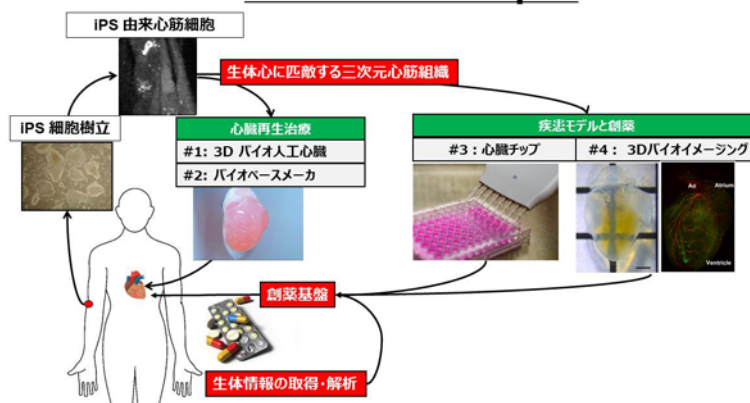 iPS 由来心筋細胞
生体心に匹敵する三次元心筋組織
iPS 細胞樹立
心臓再生治療
#1: 3D バイオ人工心臓
#2: バイオペースメーカ
疾患モデルと創薬
#3：心臓チップ
#4： 3Dバイオイメージング
Ao
Atrium
Ventricle
創薬基盤
生体情報の取得・解析